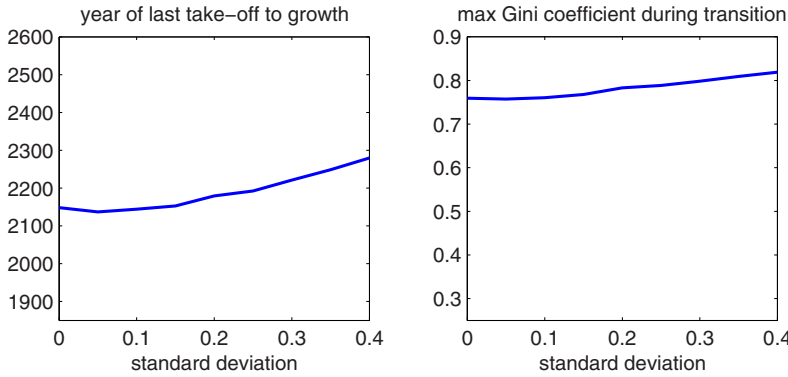 year of last take−off to growth
2600
2500
2400
2300
2200
2100
2000
1900
0 0.1 0.2 0.3 0.4
standard deviation
max Gini coefficient during transition
0.9
0.8
0.7
0.6
0.5
0.4
0.3
0 0.1 0.2 0.3 0.4
standard deviation